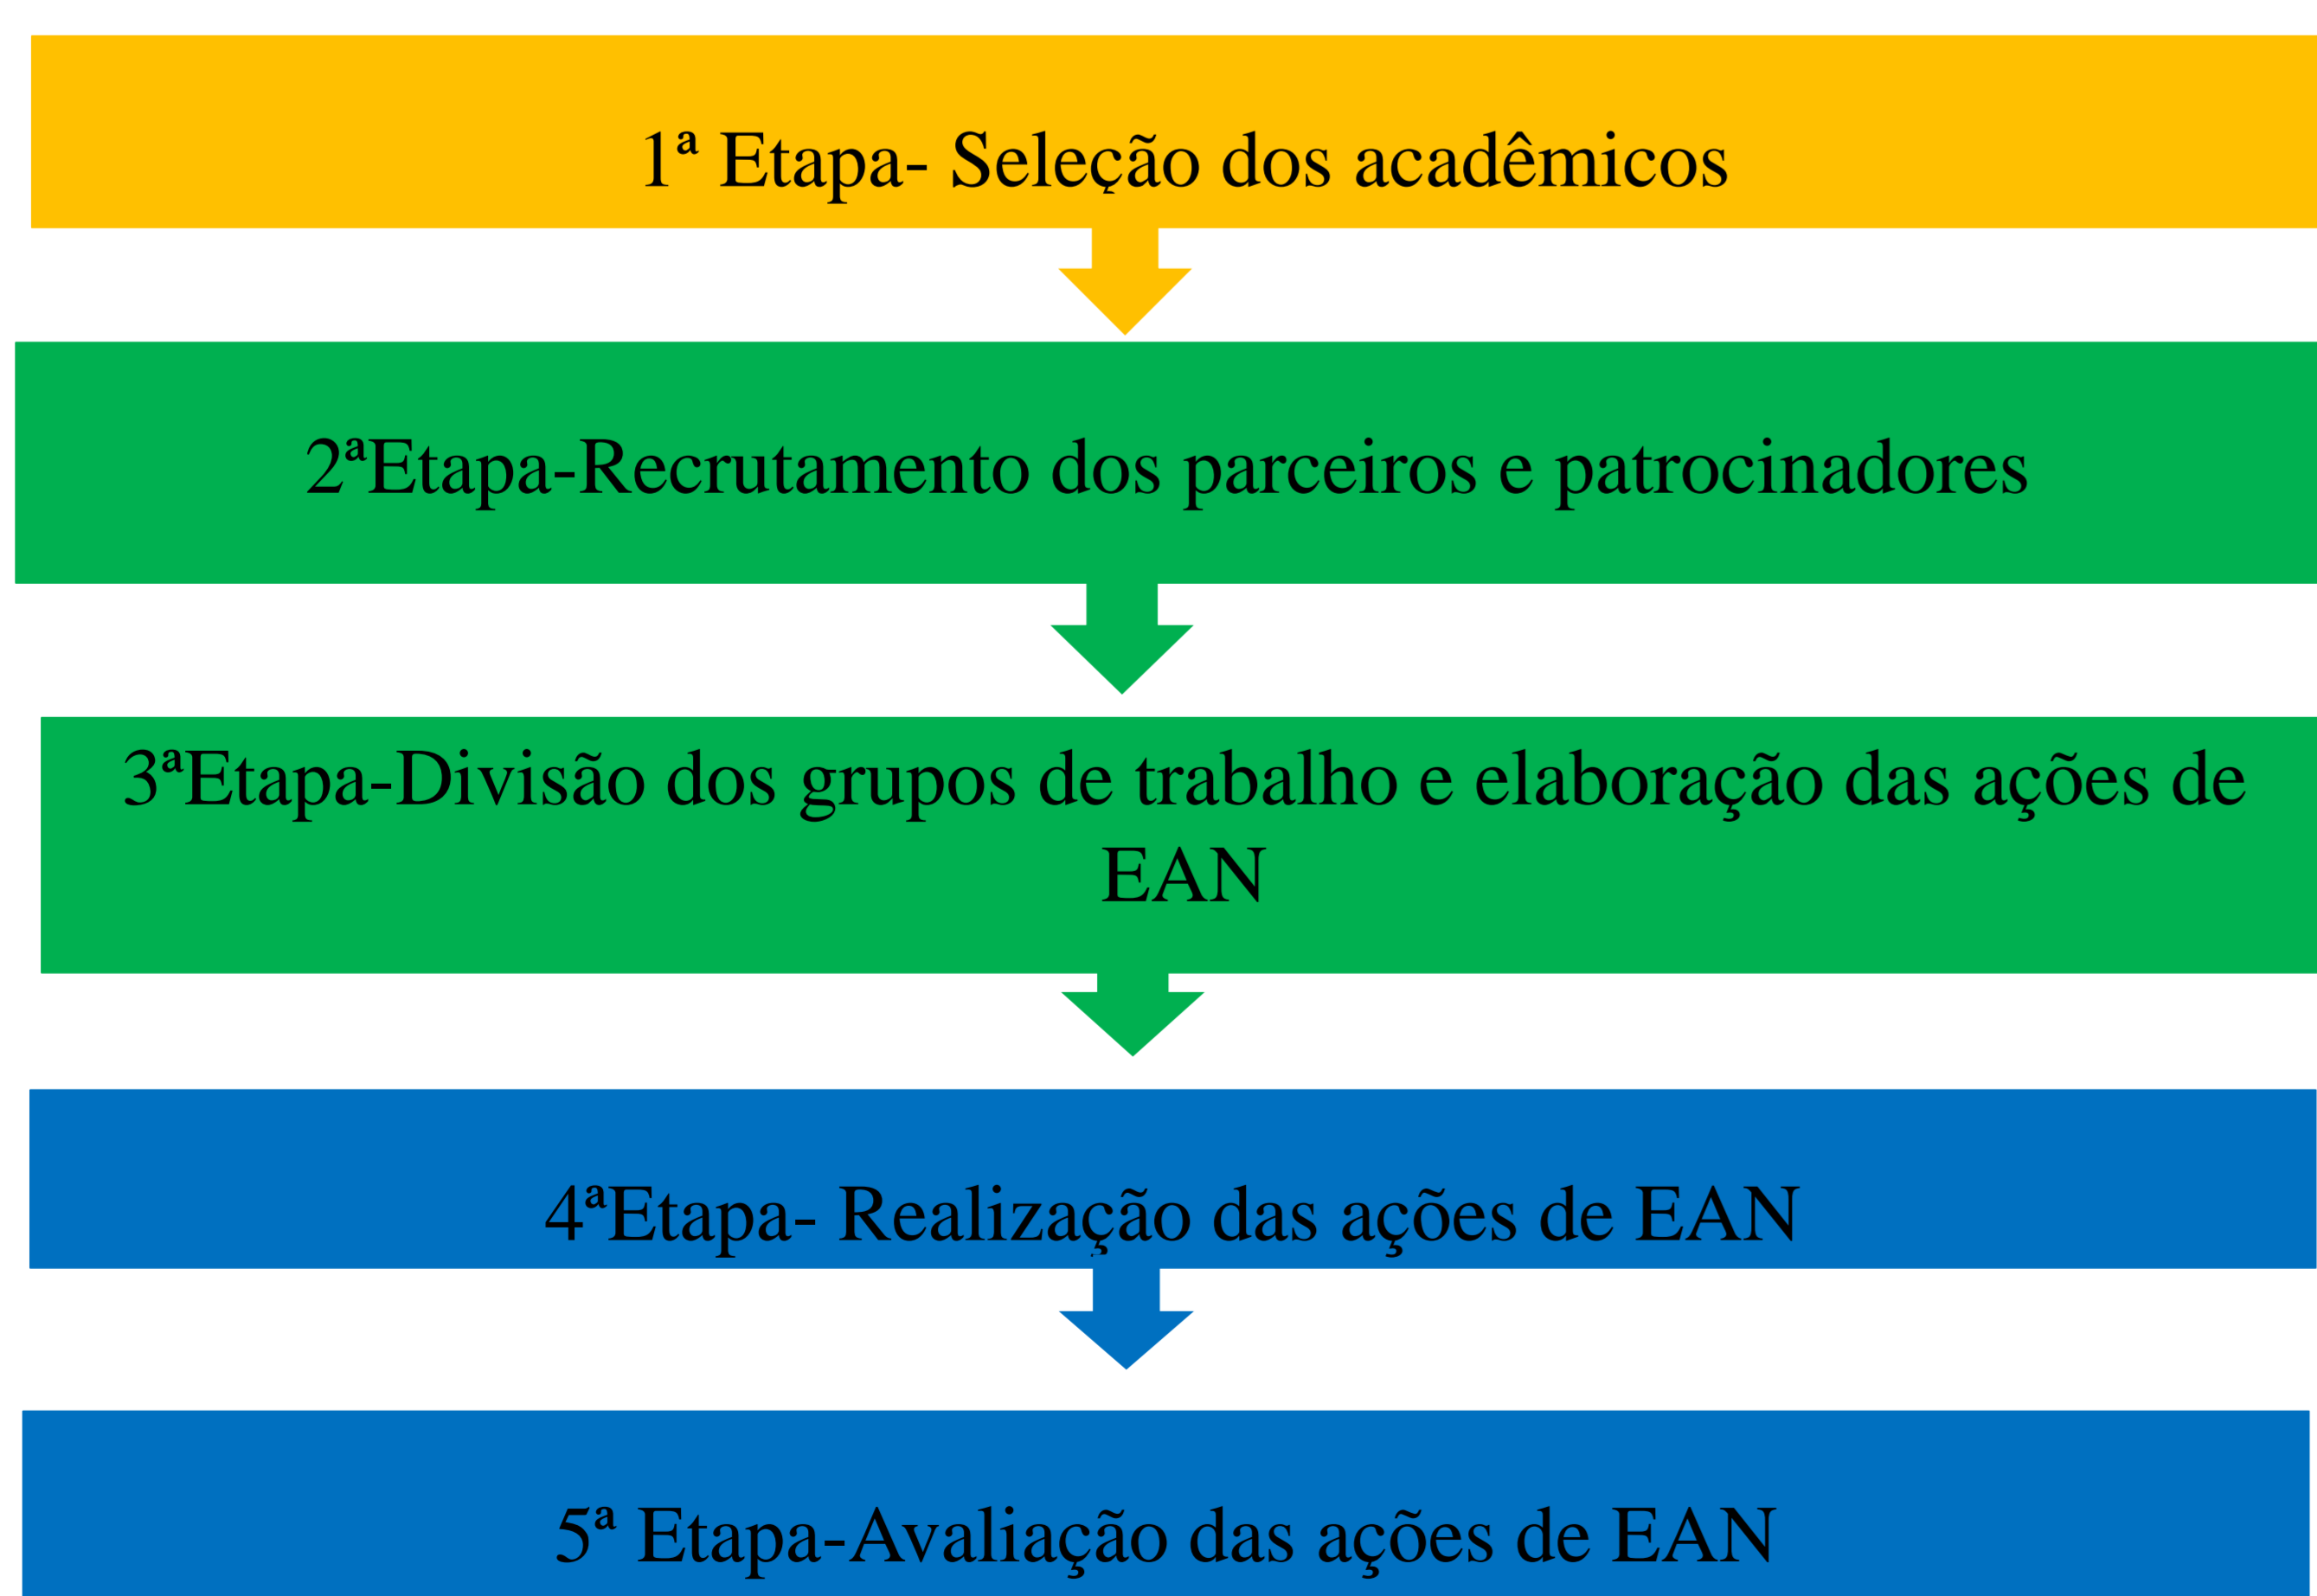 1ª Etapa- Seleção dos acadêmicos
2ªEtapa-Recrutamento dos parceiros e patrocinadores
3ªEtapa-Divisão dos grupos de trabalho e elaboração das ações de
EAN
4ªEtapa- Realização das ações de EAN
5ª Etapa-Avaliação das ações de EAN